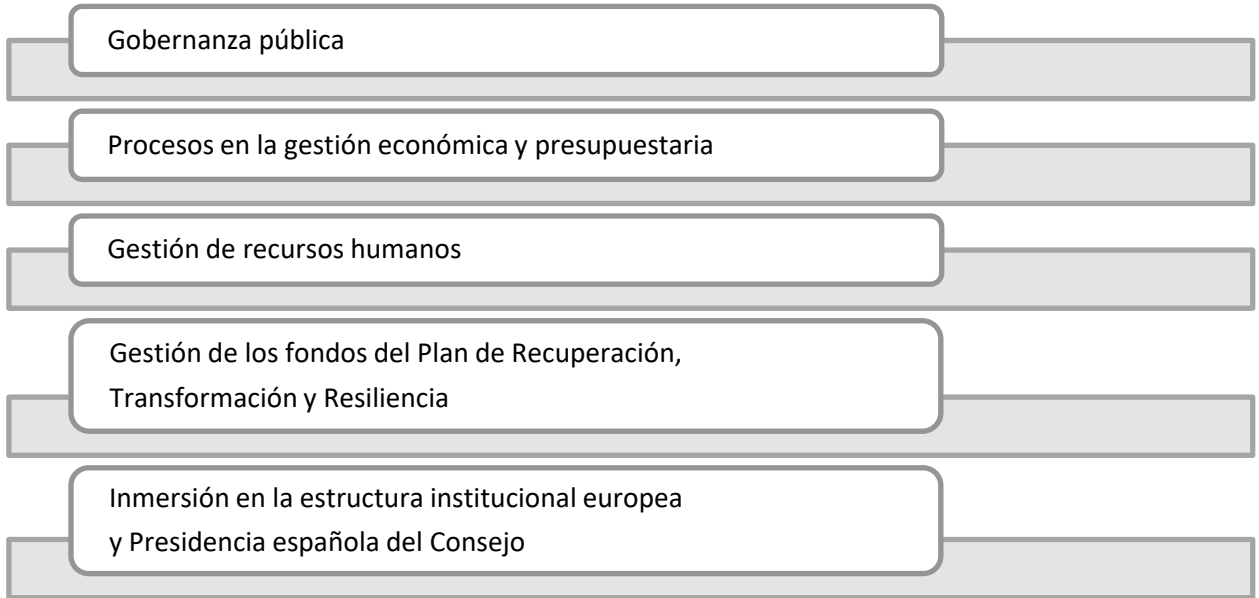 Gobernanza pública
Procesos en la gestión económica y presupuestaria
Gestión de recursos humanos
Gestión de los fondos del Plan de Recuperación,
Transformación y Resiliencia
Inmersión en la estructura institucional europea
y Presidencia española del Consejo